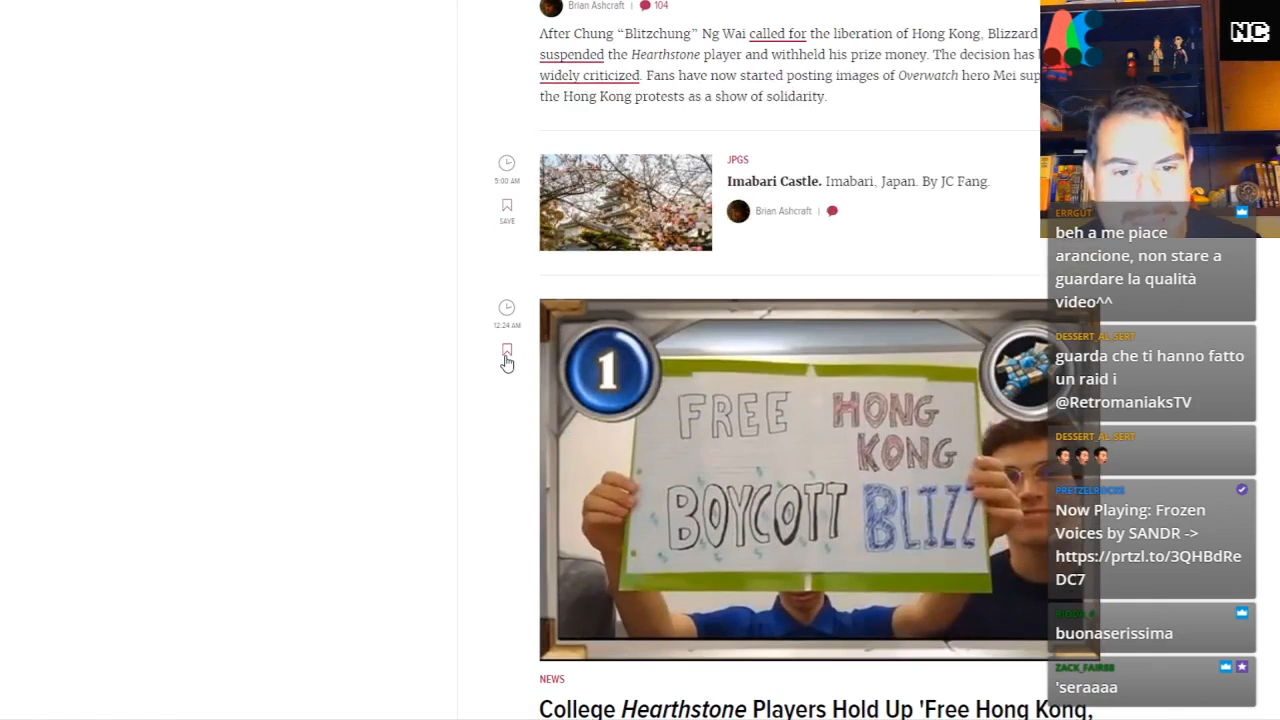 Brian Ashcraft | 104
After Chung “Blitzchung” Ng Wai called for the liberation of Hong Kong, Blizzard
suspended the Hearthstone player and withheld his prize money. The decision has
widely criticized. Fans have now started posting images of Overwatch hero Mei
the Hong Kong protests as a show of solidarity.
5:00 AM
SAVE
JPGS
Imabari Castle. Imabari, Japan. By JC Fang.
Brian Ashcraft |
12:24 AM
1
FREE HONG
KONG
BOYCOTT BLIZZ
NEWS
College Hearthstone Players Hold Up 'Free Hong Kong,
NC
ERRGUT
beh a me piace
arancione, non stare a
guardare la qualità
video^^
DESSERT_AL_SERT
guarda che ti hanno fatto
un raid i
@RetromaniaksTV
DESSERT_AL_SERT
PRETZELROCKS
Now Playing: Frozen
Voices by SANDR ->
https://prtzl.to/3QHBdRe
DC7
buonaserissima
ZACK_FAIR88
'seraaaa